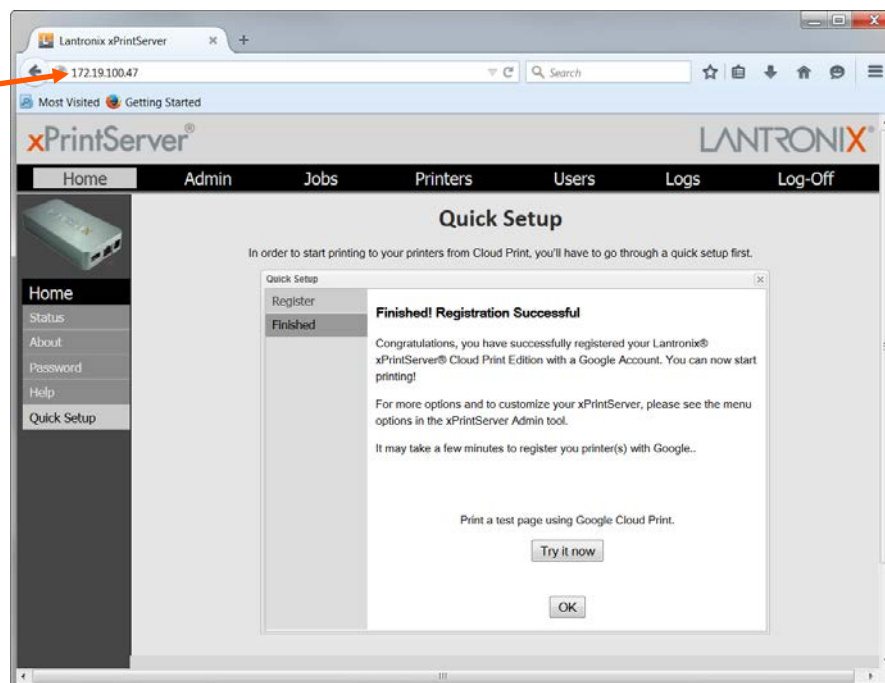 Lantronix xPrintServer
172.19.100.47
Search
Most Visited Getting Started
xPrintServer®
LANTRONIX®
Home Admin Jobs Printers Users Logs Log-Off
Quick Setup
In order to start printing to your printers from Cloud Print, you'll have to go through a quick setup first.
Home
Status
About
Password
Help
Quick Setup
Quick Setup
Register
Finished
Finished! Registration Successful
Congratulations, you have successfully registered your Lantronix®
xPrintServer® Cloud Print Edition with a Google Account. You can now start
printing!
For more options and to customize your xPrintServer, please see the menu
options in the xPrintServer Admin tool.
It may take a few minutes to register you printer(s) with Google..
Print a test page using Google Cloud Print.
Try it now
OK